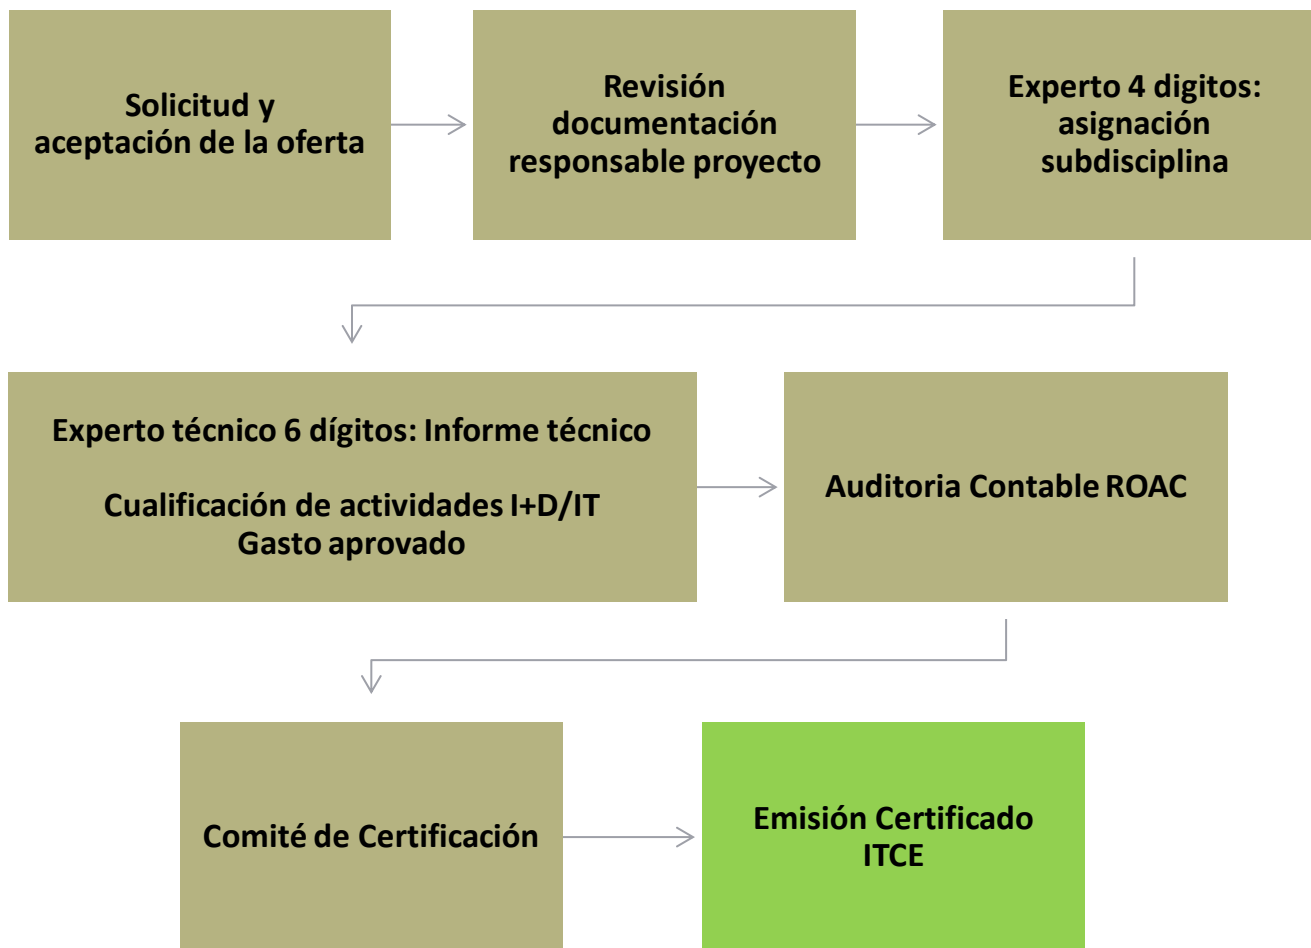 Solicitud y
aceptación de la oferta
Revisión
documentación
responsable proyecto
Experto 4 digitos:
asignación
subdisciplina
Experto técnico 6 dígitos: Informe técnico
Cualificación de actividades I+D/IT
Gasto aprovado
Auditoria Contable ROAC
Comité de Certificación
Emisión Certificado
ITCE